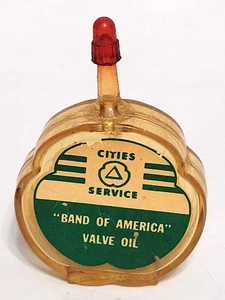 CITIES
SERVICE
"BAND OF AMERICA"
VALVE OIL